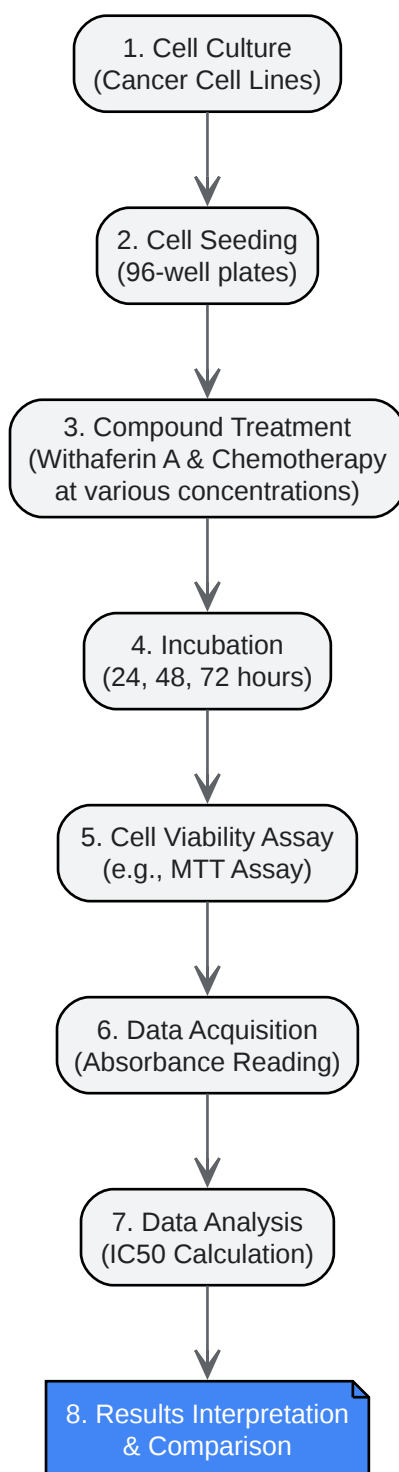 1. Cell Culture
(Cancer Cell Lines)
2. Cell Seeding
(96-well plates)
3. Compound Treatment
(Withaferin A & Chemotherapy
at various concentrations)
4. Incubation
(24, 48, 72 hours)
5. Cell Viability Assay
(e.g., MTT Assay)
6. Data Acquisition
(Absorbance Reading)
7. Data Analysis
(IC50 Calculation)
8. Results Interpretation
& Comparison